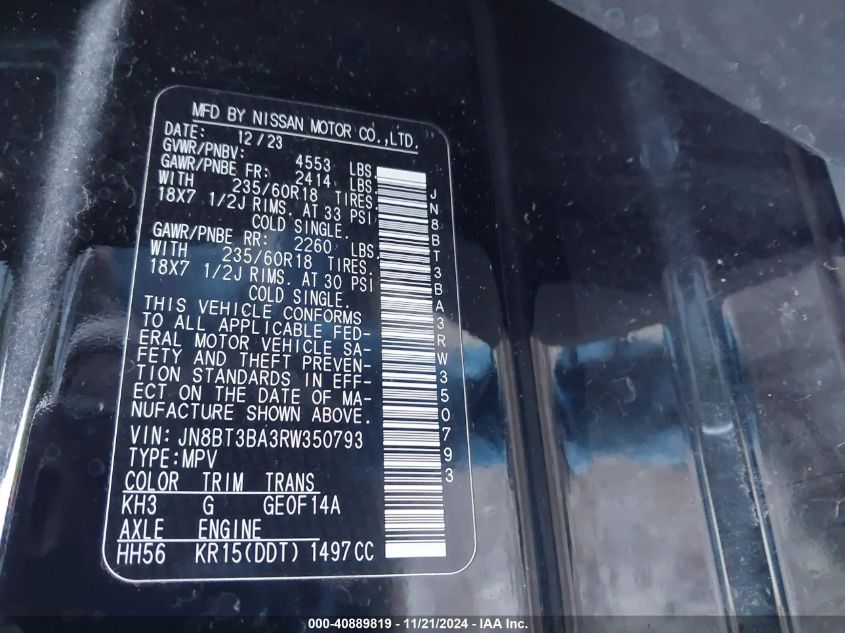 MFD BY NISSAN MOTOR CO.,LTD.
DATE: 12/23
GVWR/PNBV: 4553 LBS.
GAWR/PNBE FR: 2414 LBS.
WITH 235/60R18 TIRES.
18X7 1/2J RIMS. AT 33 PSI
COLD SINGLE.
GAWR/PNBE RR: 2260 LBS.
WITH 235/60R18 TIRES.
18X7 1/2J RIMS. AT 30 PSI
COLD SINGLE.
THIS VEHICLE CONFORMS
TO ALL APPLICABLE FED-
ERAL MOTOR VEHICLE SA-
FETY AND THEFT PREVEN-
TION STANDARDS IN EFF-
ECT ON THE DATE OF MA-
NUFACTURE SHOWN ABOVE.
VIN: JN8BT3BA3RW350793
TYPE:MPV
COLOR TRIM TRANS
KH3 G GE0F14A
AXLE ENGINE
HH56 KR15(DDT) 1497CC
JN8BT3BA3RW350793
000-40889819 / 11/21/2024 - IAA Inc.